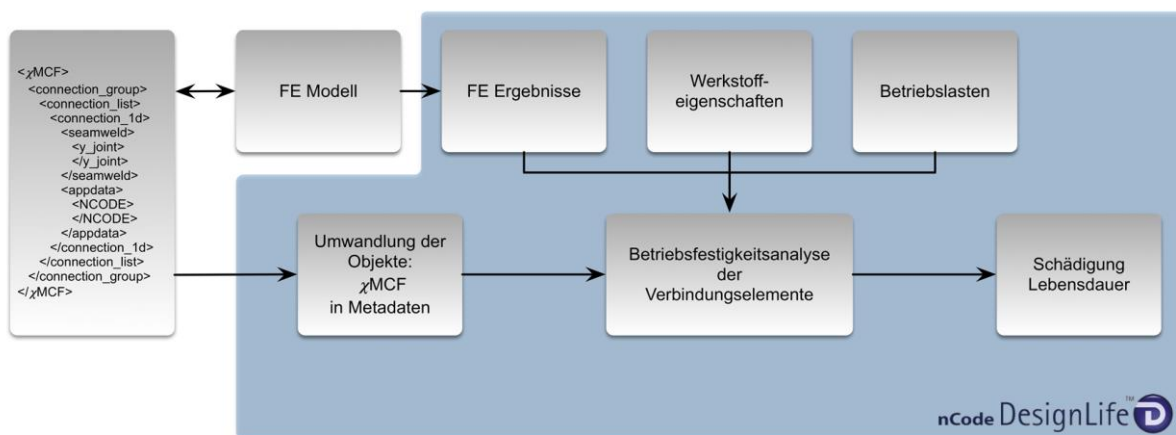 <χMCF>
<connection_group>
<connection_list>
<connection_1d>
<seamweld>
<y_joint>
</y_joint>
</seamweld>
<appdata>
<NCODE>
</NCODE>
</appdata>
</connection_1d>
</connection_list>
</connection_group>
</χMCF>
FE Modell
FE Ergebnisse
Werkstoff-
eigenschaften
Betriebslasten
Umwandlung der
Objekte:
χMCF
in Metadaten
Betriebsfestigkeitsanalyse
der
Verbindungselemente
Schädigung
Lebensdauer
nCode DesignLife™ D